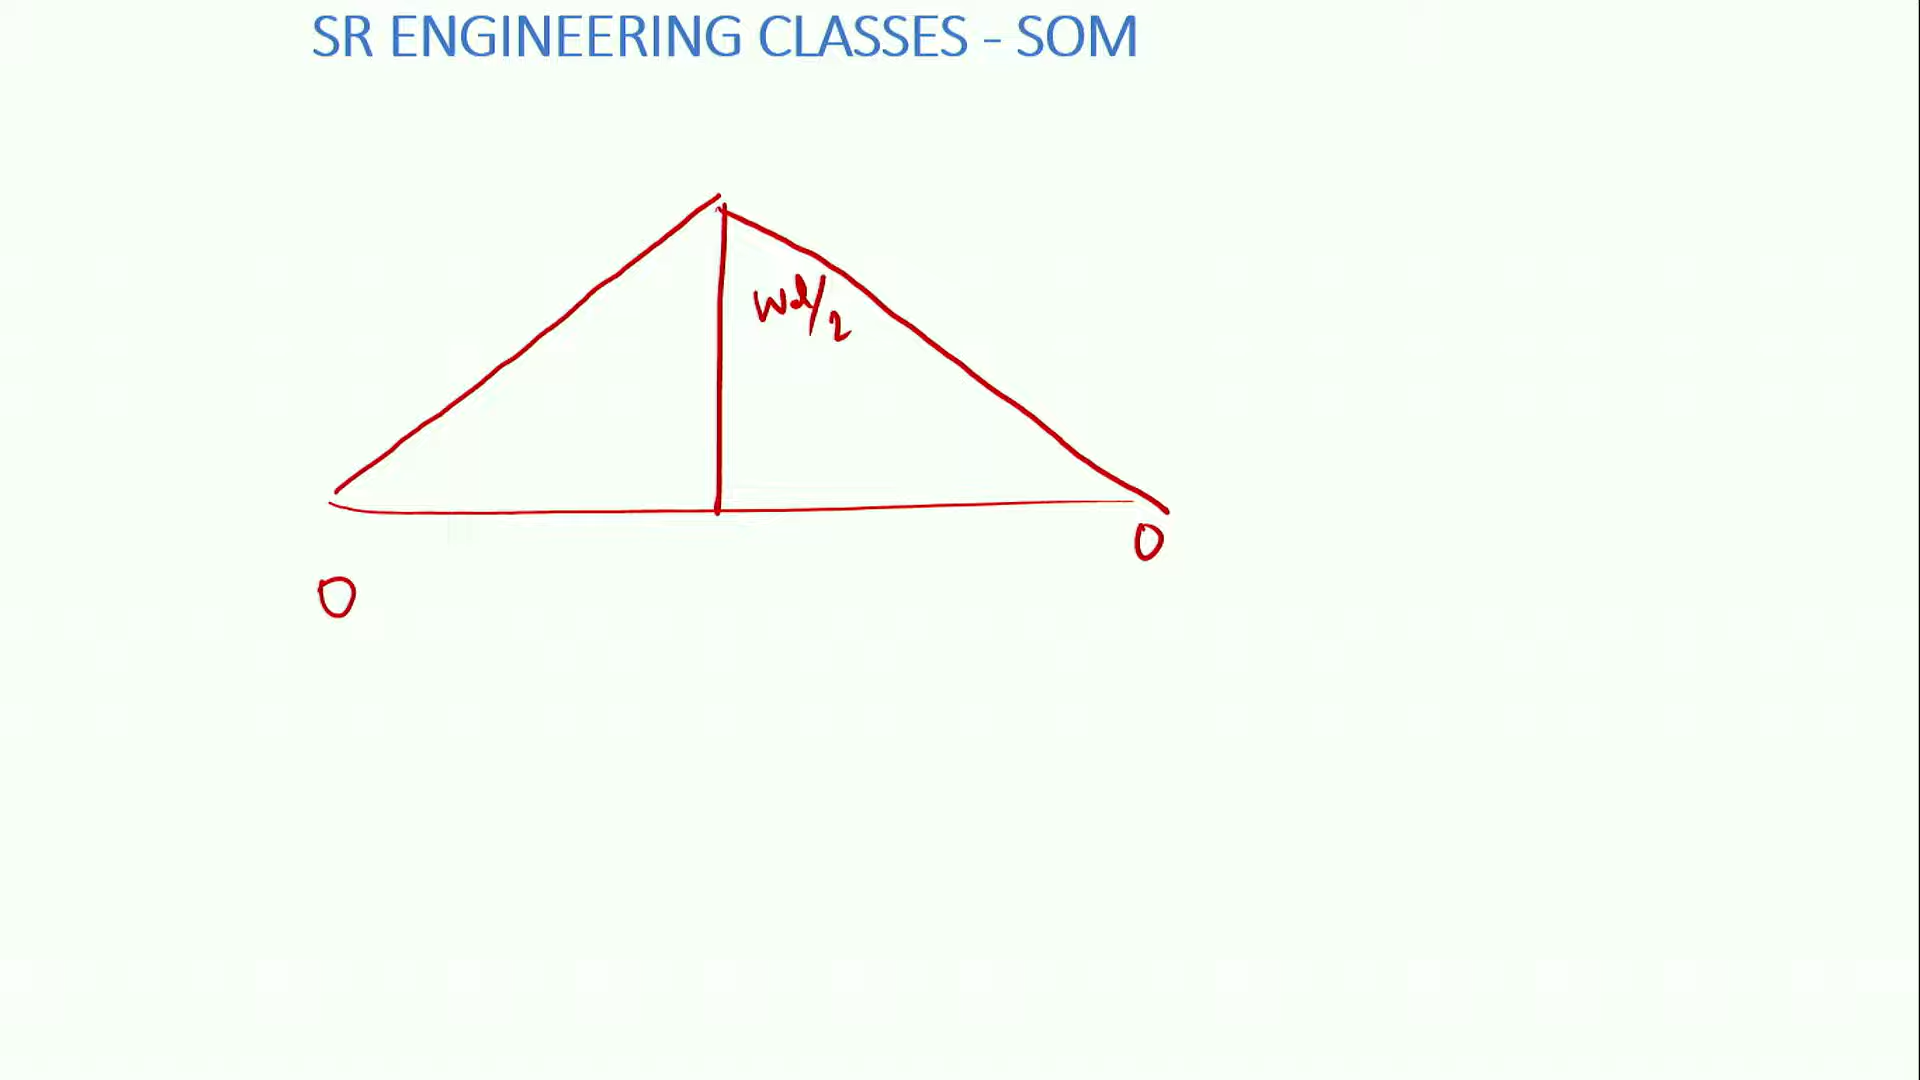 SR ENGINEERING CLASSES - SOM
Wl/2
0
0